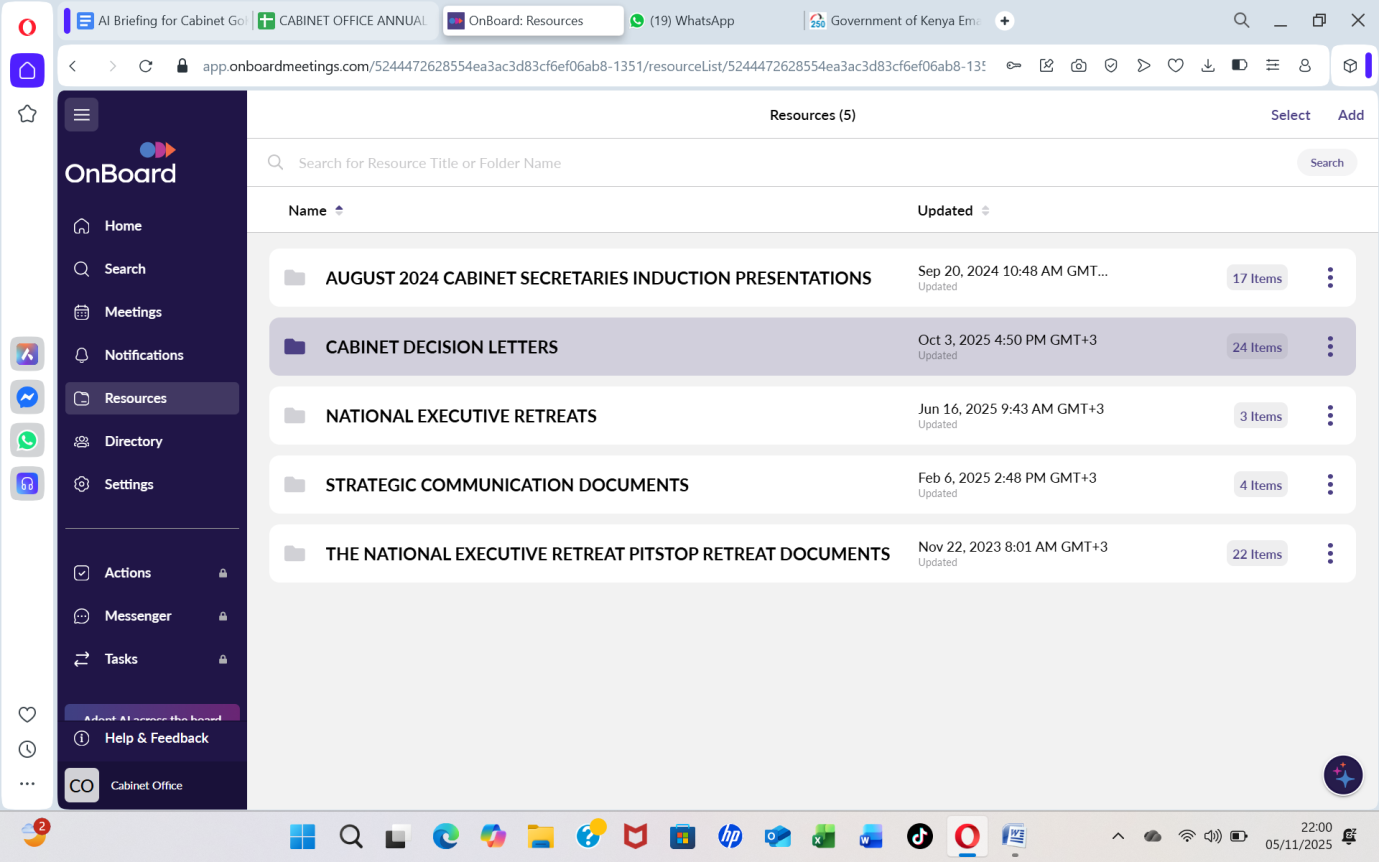 AI Briefing for Cabinet Go
CABINET OFFICE ANNUAL
OnBoard: Resources
(19) WhatsApp
250
Government of Kenya Ema
app.onboardmeetings.com/5244472628554ea3ac3d83cf6ef06ab8-1351/resourceList/5244472628554ea3ac3d83cf6ef06ab8-135
OnBoard
Home
Search
Meetings
Notifications
Resources
Directory
Settings
Actions
Messenger
Tasks
Adopt AI across the board
Help & Feedback
CO
Cabinet Office
Resources (5)
Select
Add
Search for Resource Title or Folder Name
Search
Name
Updated
AUGUST 2024 CABINET SECRETARIES INDUCTION PRESENTATIONS
Sep 20, 2024 10:48 AM GMT...
Updated
17 Items
CABINET DECISION LETTERS
Oct 3, 2025 4:50 PM GMT+3
Updated
24 Items
NATIONAL EXECUTIVE RETREATS
Jun 16, 2025 9:43 AM GMT+3
Updated
3 Items
STRATEGIC COMMUNICATION DOCUMENTS
Feb 6, 2025 2:48 PM GMT+3
Updated
4 Items
THE NATIONAL EXECUTIVE RETREAT PITSTOP RETREAT DOCUMENTS
Nov 22, 2023 8:01 AM GMT+3
Updated
22 Items
2
hp
22:00
05/11/2025